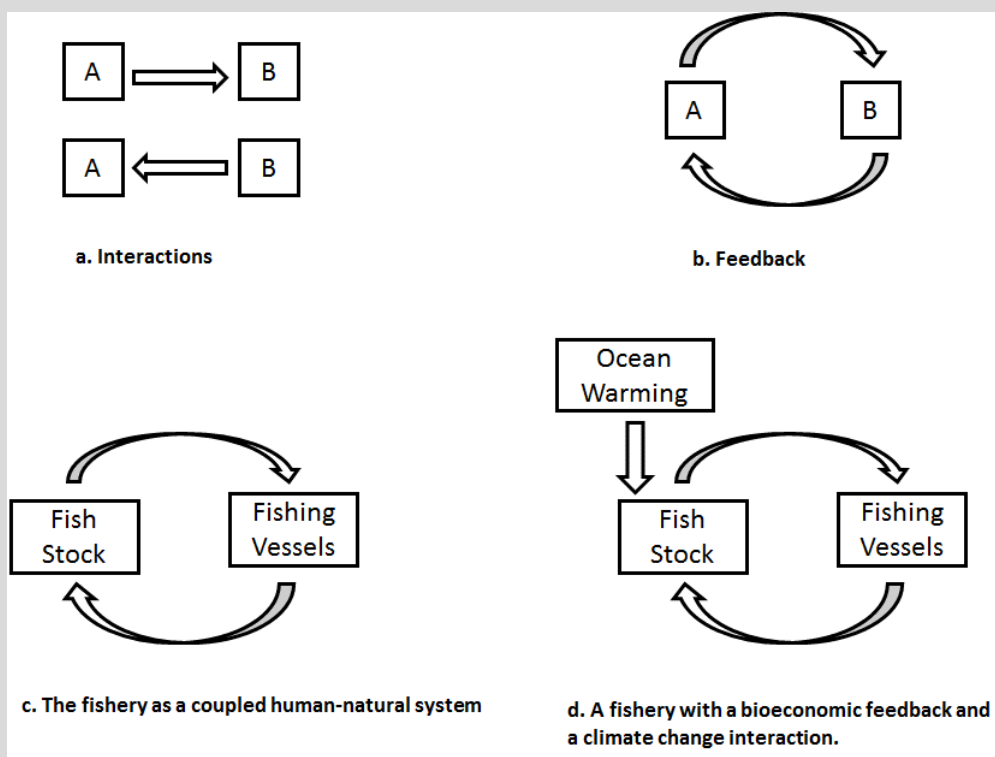 A
B
A
B
a. Interactions
A
B
b. Feedback
Fish
Stock
Fishing
Vessels
c. The fishery as a coupled human-natural system
Ocean
Warming
Fish
Stock
Fishing
Vessels
d. A fishery with a bioeconomic feedback and
a climate change interaction.